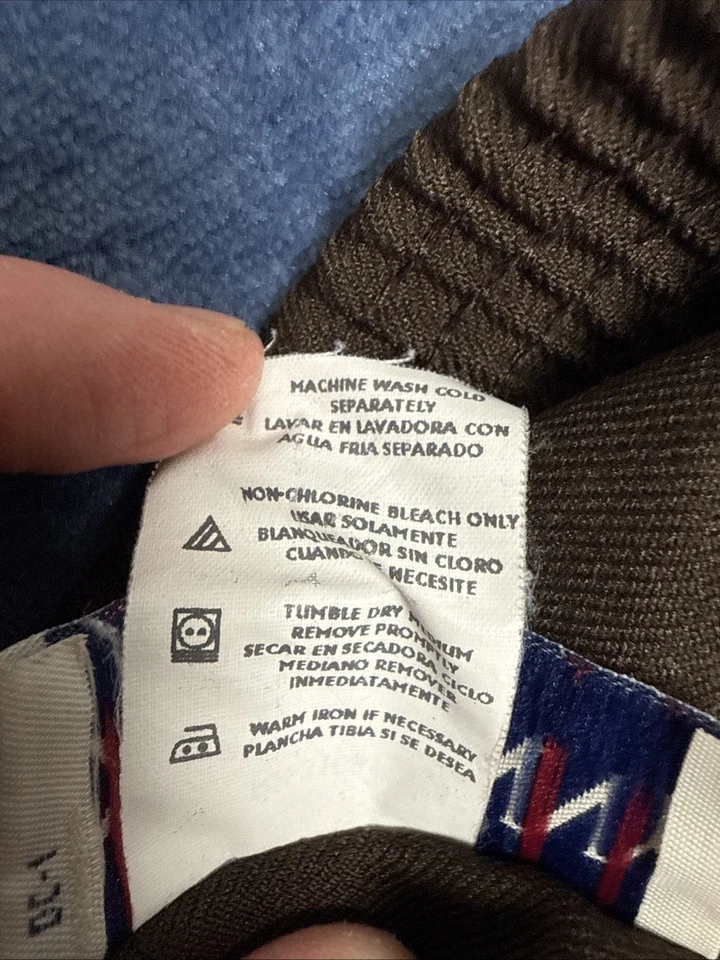 MACHINE WASH COLD
SEPARATELY
LAVAR EN LAVADORA CON
AGUA FRIA SEPARADO
NON-CHLORINE BLEACH ONLY
USAR SOLAMENTE
BLANQUEADOR SIN CLORO
CUANDO NECESITE
TUMBLE DRY MEDIUM
REMOVE PROMPTLY
SECAR EN SECADORA CICLO
MEDIANO REMOVER
INMEDIATAMENTE
WARM IRON IF NECESSARY
PLANCHA TIBIA SI SE DESEA